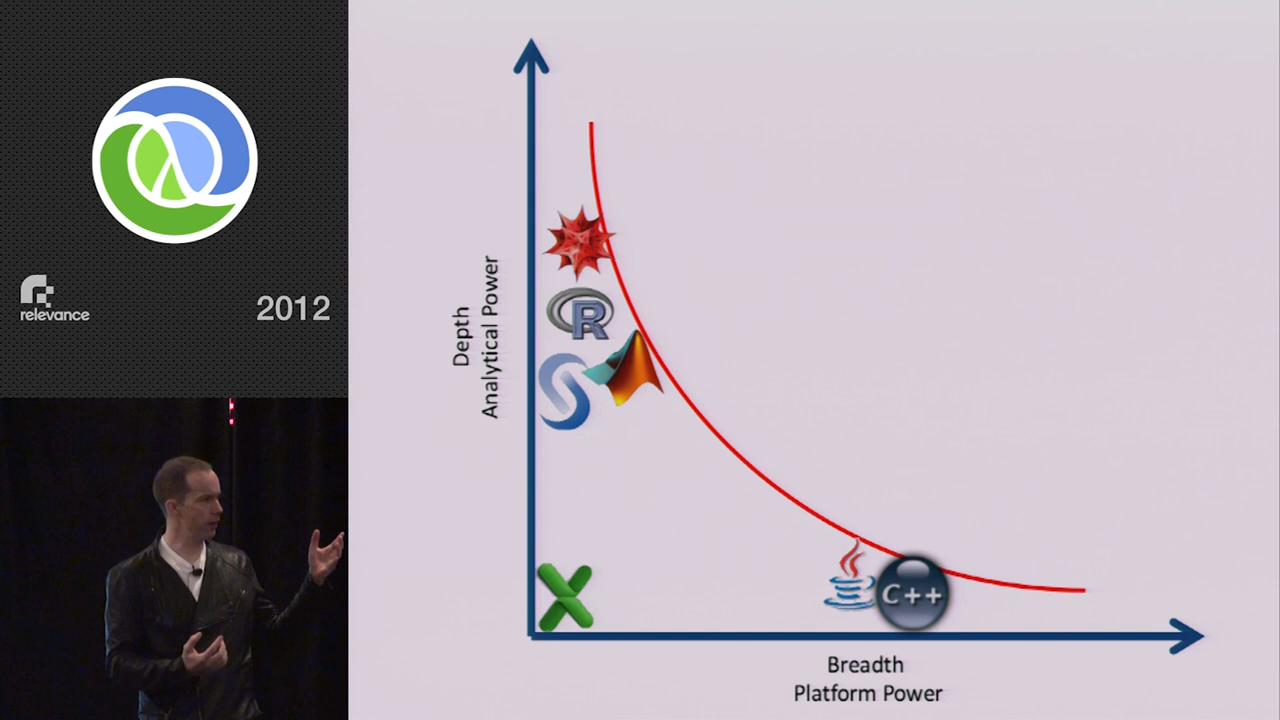 relevance
2012
Depth
Analytical Power
R
C++
Breadth
Platform Power